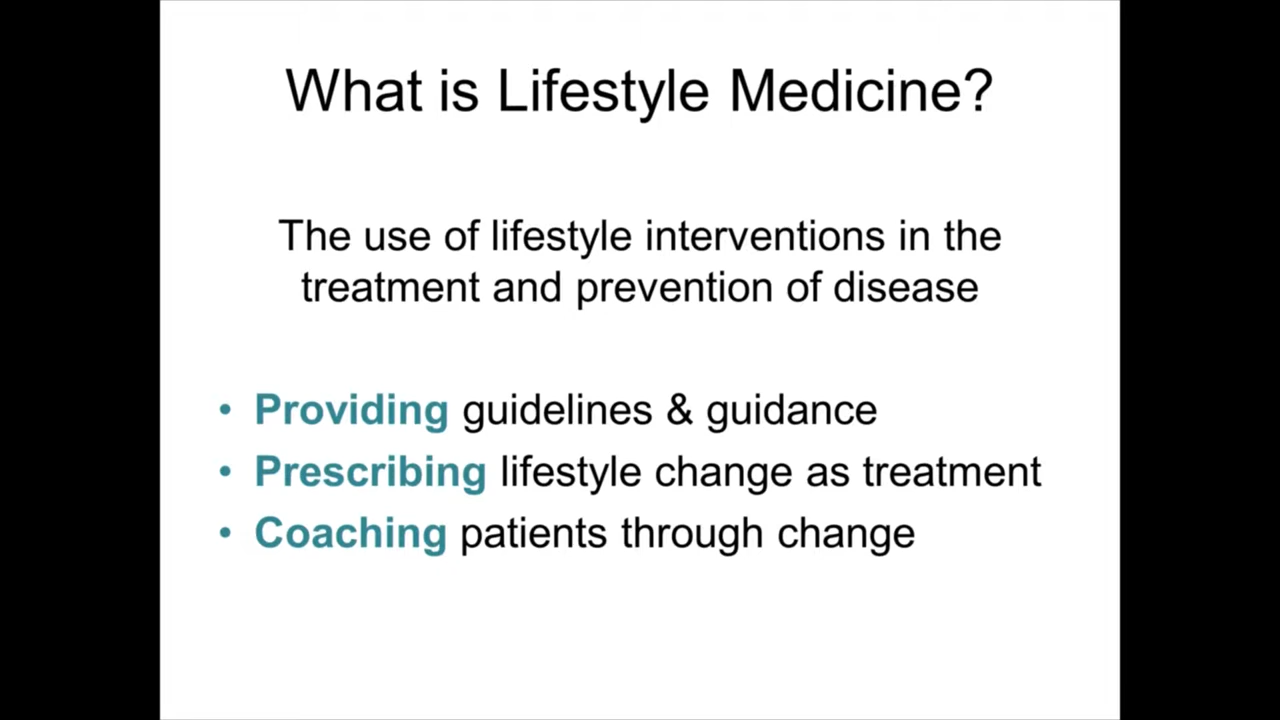 What is Lifestyle Medicine?
The use of lifestyle interventions in the
treatment and prevention of disease
• Providing guidelines & guidance
• Prescribing lifestyle change as treatment
• Coaching patients through change